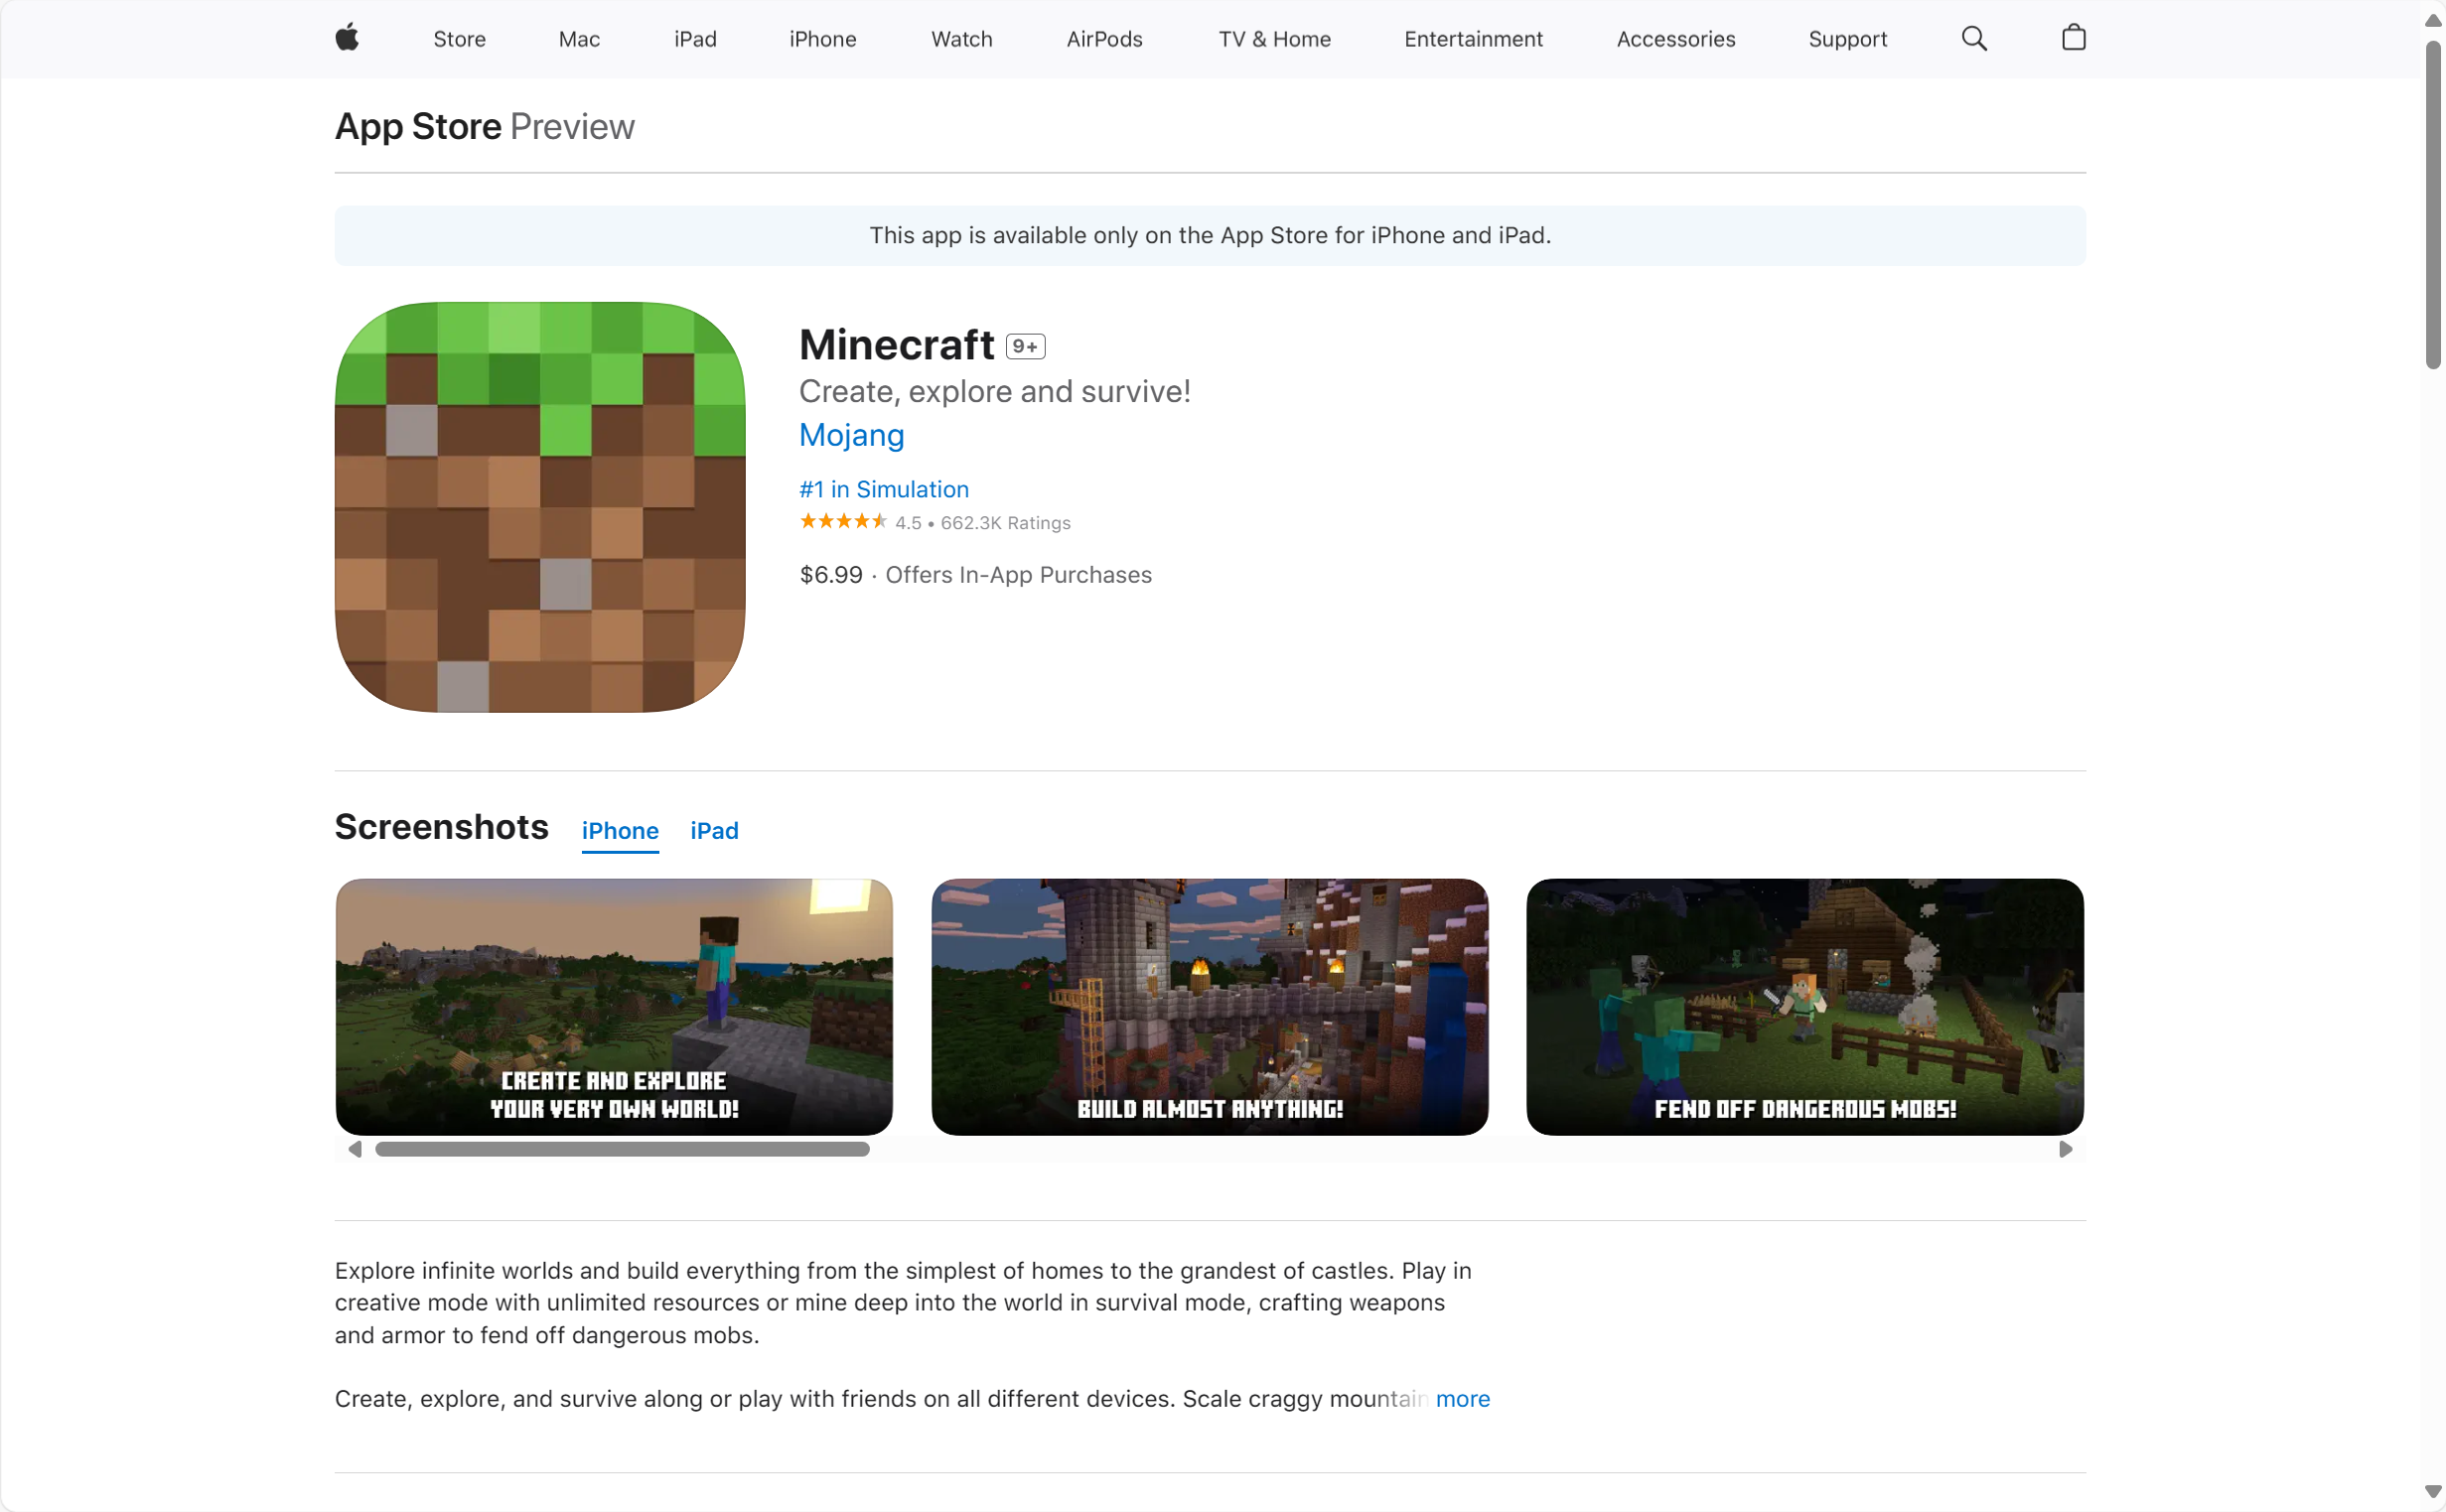 Store Mac iPad iPhone Watch AirPods TV & Home Entertainment Accessories Support
App Store Preview
This app is available only on the App Store for iPhone and iPad.
Minecraft 9+
Create, explore and survive!
Mojang
#1 in Simulation
4.5 • 662.3K Ratings
$6.99 · Offers In-App Purchases
Screenshots iPhone iPad
CREATE AND EXPLORE
YOUR VERY OWN WORLD!
BUILD ALMOST ANYTHING!
FEND OFF DANGEROUS MOBS!
Explore infinite worlds and build everything from the simplest of homes to the grandest of castles. Play in
creative mode with unlimited resources or mine deep into the world in survival mode, crafting weapons
and armor to fend off dangerous mobs.
Create, explore, and survive along or play with friends on all different devices. Scale craggy mountain more